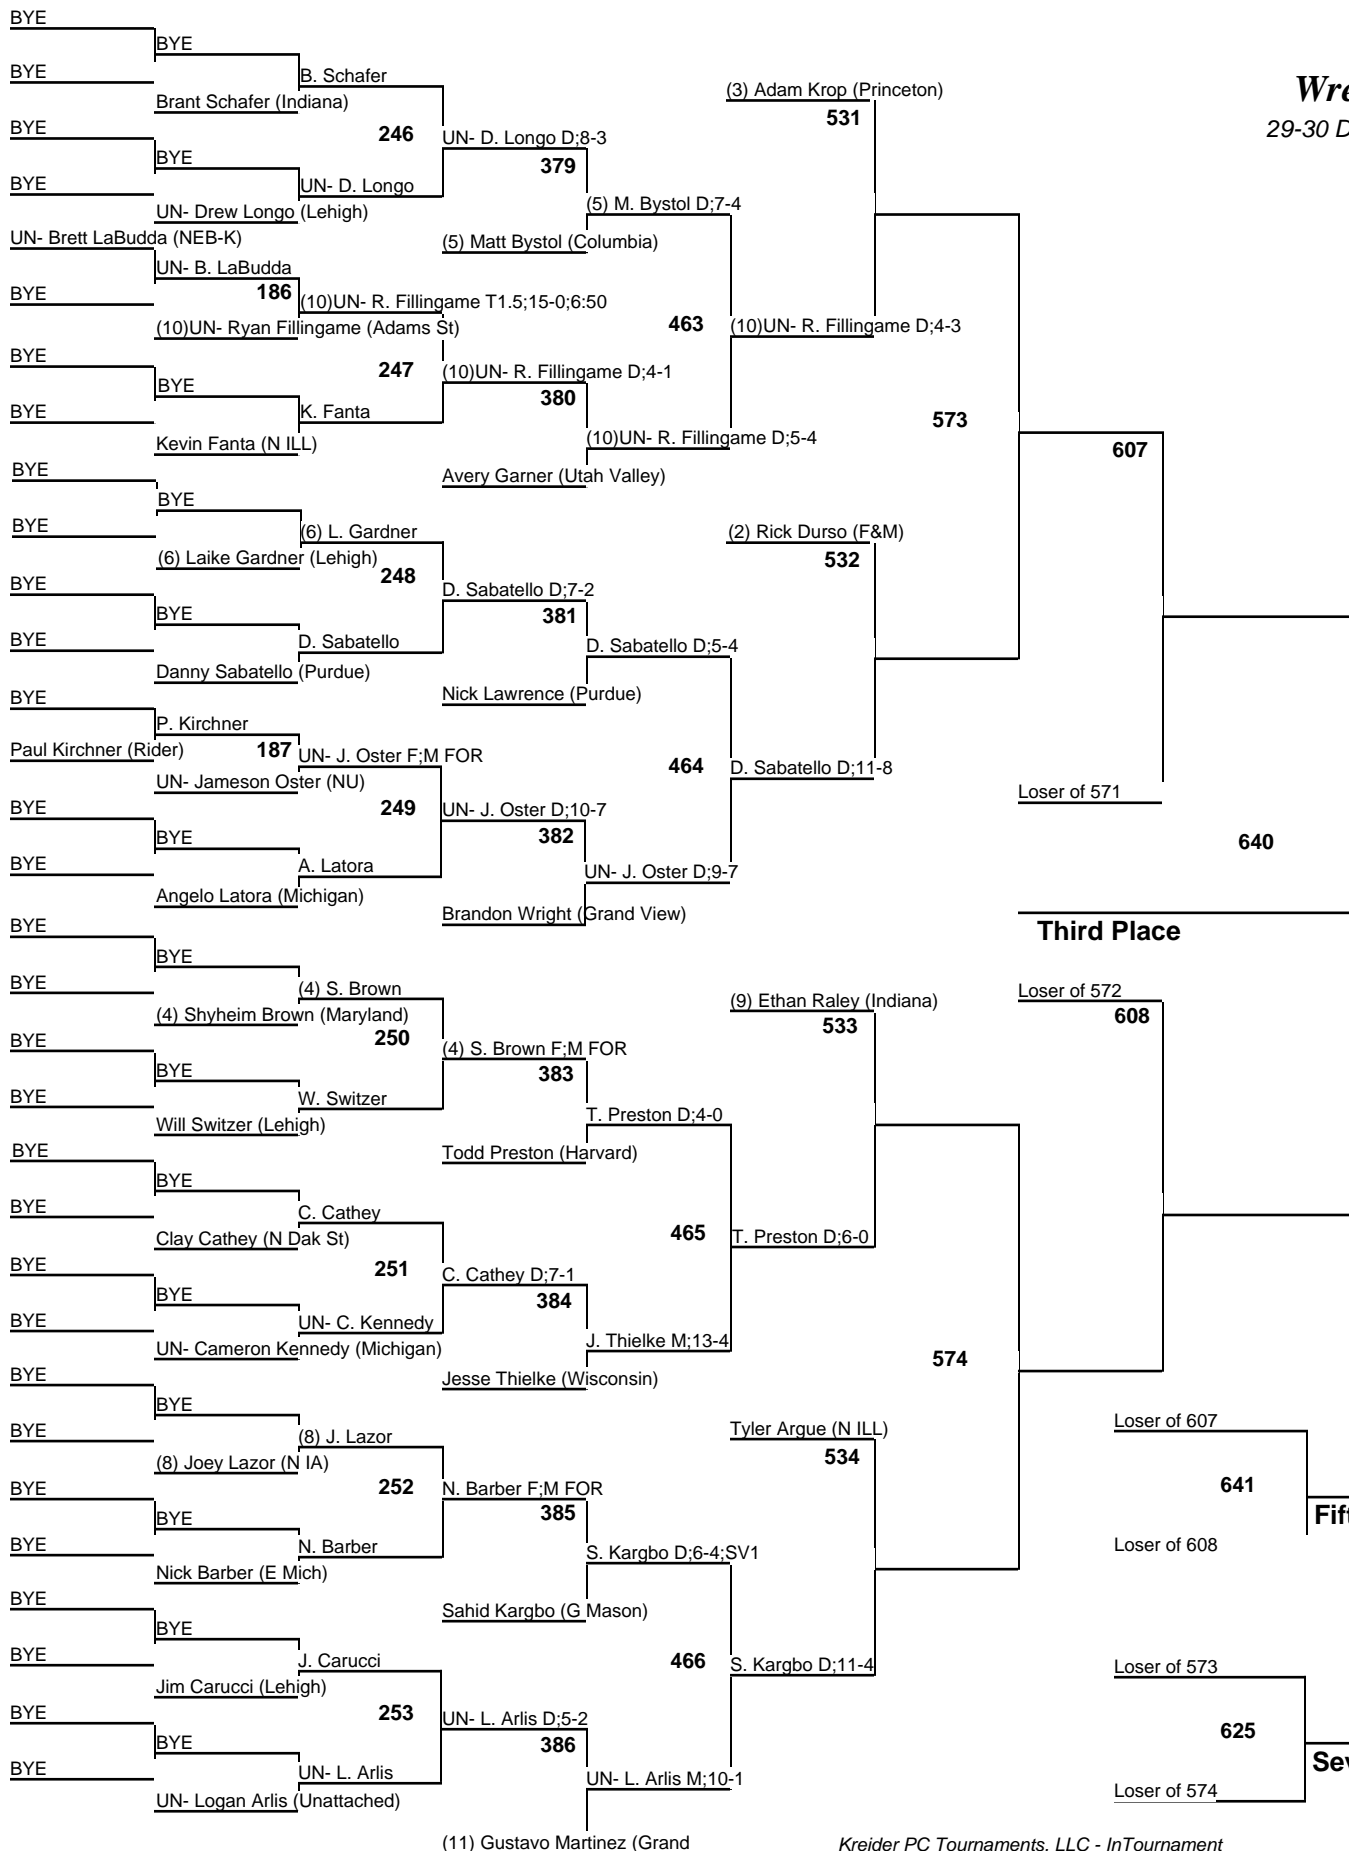 BYE
BYE
BYE
B. Schafer
(3) Adam Krop (Princeton)
Wre
Brant Schafer (Indiana)
531
29-30 D
BYE
246
UN- D. Longo D;8-3
BYE
379
BYE
UN- D. Longo
(5) M. Bystol D;7-4
UN- Drew Longo (Lehigh)
UN- Brett LaBudda (NEB-K)
(5) Matt Bystol (Columbia)
UN- B. LaBudda
BYE
186
(10)UN- R. Fillingame T1.5;15-0;6:50
(10)UN- Ryan Fillingame (Adams St)
463
(10)UN- R. Fillingame D;4-3
BYE
247
(10)UN- R. Fillingame D;4-1
BYE
380
BYE
K. Fanta
573
Kevin Fanta (N ILL)
(10)UN- R. Fillingame D;5-4
607
BYE
Avery Garner (Utah Valley)
BYE
BYE
(6) L. Gardner
(2) Rick Durso (F&M)
(6) Laike Gardner (Lehigh)
532
BYE
248
D. Sabatello D;7-2
BYE
381
BYE
D. Sabatello
D. Sabatello D;5-4
Danny Sabatello (Purdue)
BYE
Nick Lawrence (Purdue)
P. Kirchner
Paul Kirchner (Rider)
187
UN- J. Oster F;M FOR
464
D. Sabatello D;11-8
UN- Jameson Oster (NU)
Loser of 571
BYE
249
UN- J. Oster D;10-7
BYE
382
640
BYE
A. Latora
UN- J. Oster D;9-7
Angelo Latora (Michigan)
BYE
Brandon Wright (Grand View)
Third Place
BYE
BYE
(4) S. Brown
(9) Ethan Raley (Indiana)
Loser of 572
(4) Shyheim Brown (Maryland)
533
608
BYE
250
(4) S. Brown F;M FOR
BYE
383
BYE
W. Switzer
T. Preston D;4-0
Will Switzer (Lehigh)
BYE
Todd Preston (Harvard)
BYE
BYE
C. Cathey
465
T. Preston D;6-0
Clay Cathey (N Dak St)
BYE
251
C. Cathey D;7-1
BYE
384
BYE
UN- C. Kennedy
J. Thielke M;13-4
UN- Cameron Kennedy (Michigan)
574
BYE
Jesse Thielke (Wisconsin)
BYE
BYE
(8) J. Lazor
Tyler Argue (N ILL)
Loser of 607
(8) Joey Lazor (N IA)
534
BYE
252
N. Barber F;M FOR
641
BYE
385
Fift
BYE
N. Barber
S. Kargbo D;6-4;SV1
Loser of 608
Nick Barber (E Mich)
BYE
Sahid Kargbo (G Mason)
BYE
BYE
J. Carucci
466
S. Kargbo D;11-4
Loser of 573
Jim Carucci (Lehigh)
BYE
253
UN- L. Arlis D;5-2
625
BYE
386
Sev
BYE
UN- L. Arlis
UN- L. Arlis M;10-1
Loser of 574
UN- Logan Arlis (Unattached)
(11) Gustavo Martinez (Grand
Kreider PC Tournaments, LLC - InTournament